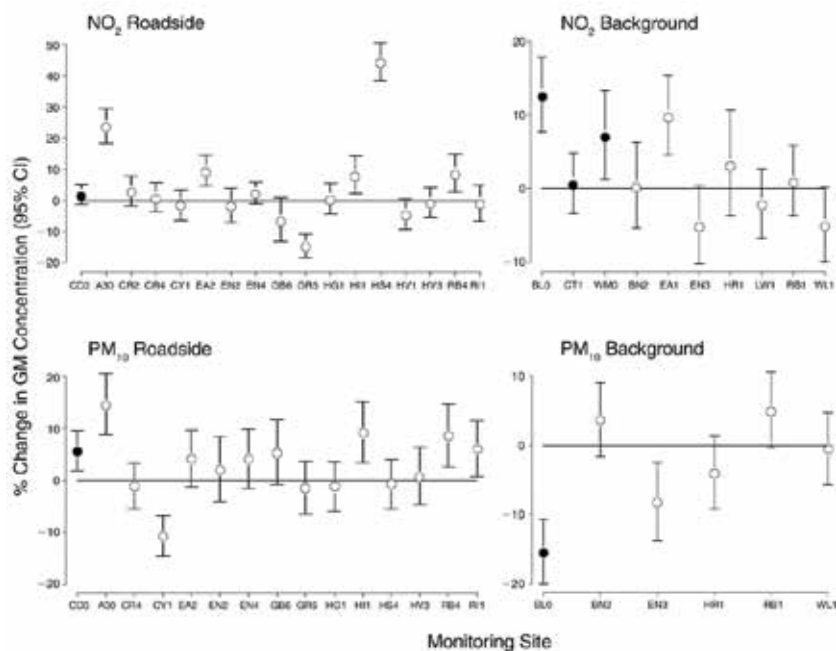 NO2 Roadside
50
40
30
20
10
0
−10
−20
CD3 A30 CR2 CR4 CY1 EA2 EN2 EN4 GB6 GR5 HG1 HI1 HS4 HV1 HV3 RB4 RI1
NO2 Background
20
10
0
−10
BL0 CT1 WM0 BN2 EA1 EN3 HR1 LW1 RB1 WL1
% Change in GM Concentration (95% CI)
PM10 Roadside
20
10
0
−10
−20
CD3 A30 CR4 CY1 EA2 EN2 EN4 GB6 GR5 HG1 HI1 HS4 HV3 RB4 RI1
PM10 Background
10
0
−10
−20
BL0 BN2 EN3 HR1 RB1 WL1
Monitoring Site